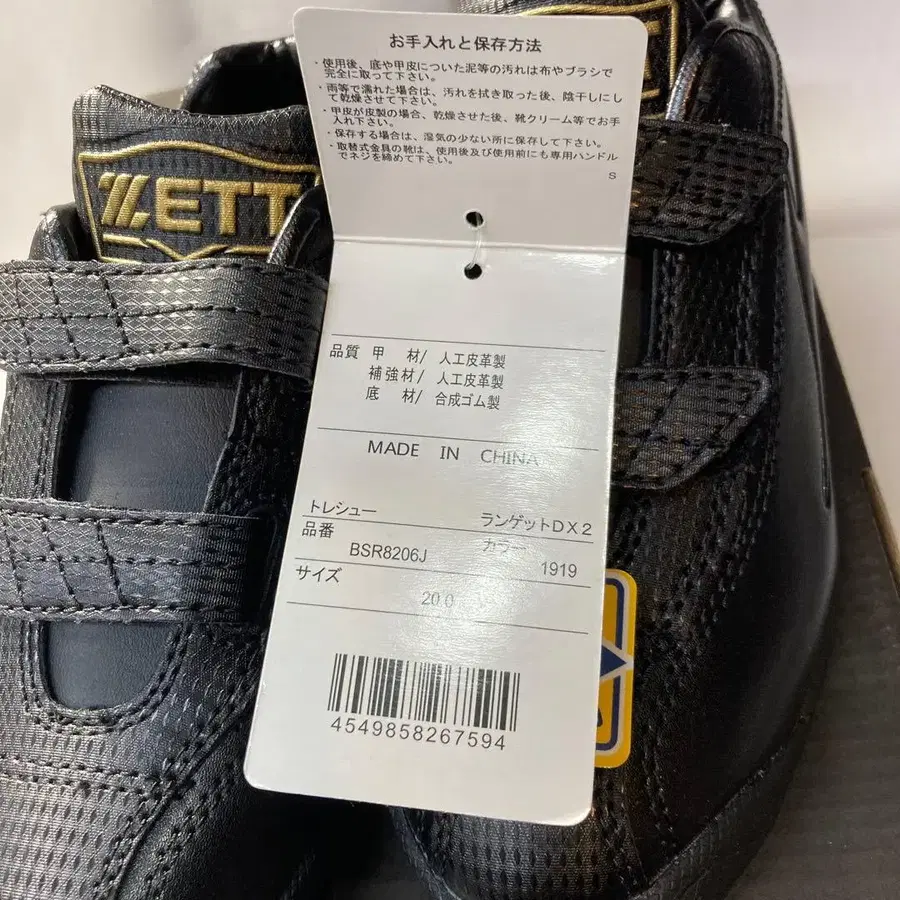 お手入れと保存方法
・使用後、底や甲皮についた泥等の汚れは布やブラシで
完全に取って下さい。
・雨等で濡れた場合は、汚れを拭き取った後、陰干しにし
て乾燥させて下さい。
・甲皮が皮製の場合、乾燥させた後、靴クリーム等でお手
入れ下さい。
・保存する場合は、湿気の少ない所に保存して下さい。
・取替式金具の靴は、使用後及び使用前にも専用ハンドル
でネジを締めて下さい。
S
ZETT
品質 甲 材/ 人工皮革製
補強材/ 人工皮革製
底 材/ 合成ゴム製
MADE IN CHINA
トレシュー ランゲットDX2
品番 カラー
BSR8206J 1919
サイズ
20.0
4549858267594